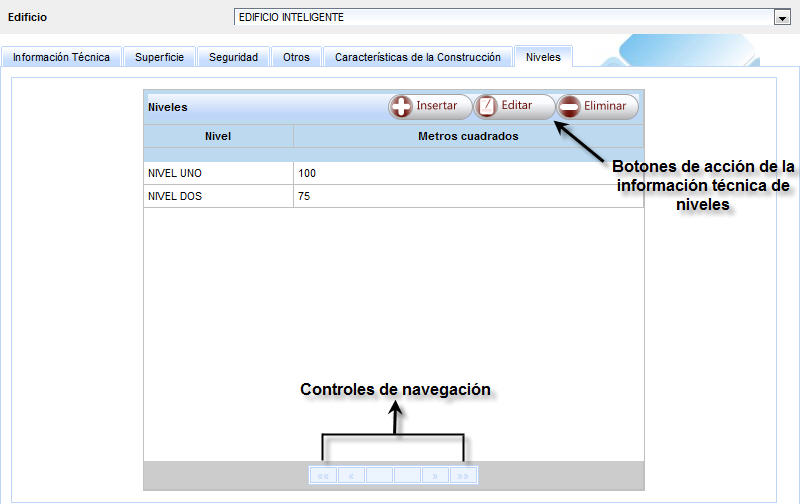 Edificio
EDIFICIO INTELIGENTE
Información Técnica
Superficie
Seguridad
Otros
Características de la Construcción
Niveles
Niveles
Insertar
Editar
Eliminar
Nivel
Metros cuadrados
NIVEL UNO
100
NIVEL DOS
75
Botones de acción de la
información técnica de
niveles
Controles de navegación
«« « » »»